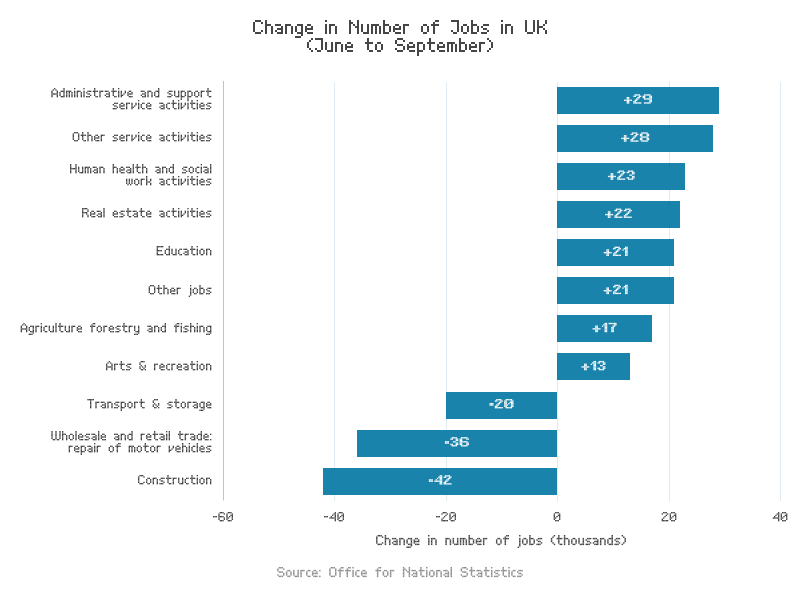 Change in Number of Jobs in UK
(June to September)
Administrative and support
service activities
+29
Other service activities
+28
Human health and social
work activities
+23
Real estate activities
+22
Education
+21
Other jobs
+21
Agriculture forestry and fishing
+17
Arts & recreation
+13
Transport & storage
-20
Wholesale and retail trade:
repair of motor vehicles
-36
Construction
-42
-60 -40 -20 0 20 40
Change in number of jobs (thousands)
Source: Office for National Statistics